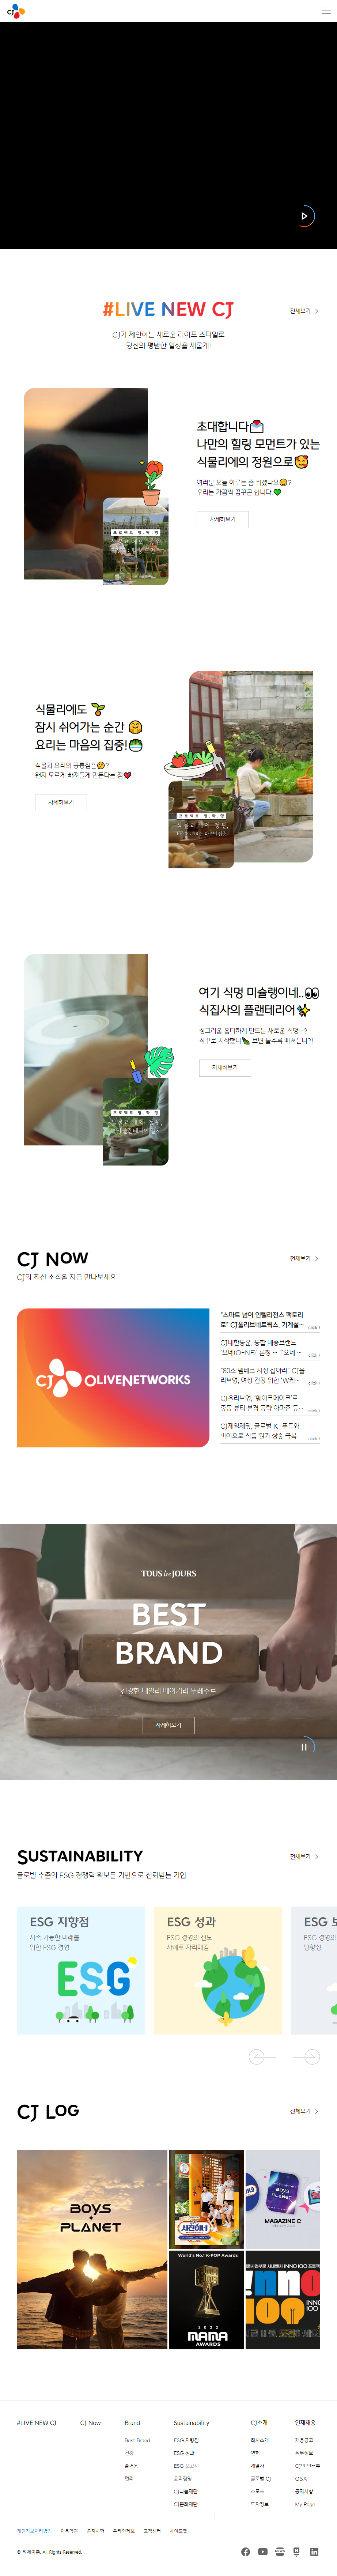 CJ
#LIVE NEW CJ
전체보기
CJ가 제안하는 새로운 라이프 스타일로
당신의 평범한 일상을 새롭게!
초대합니다
나만의 힐링 모먼트가 있는
식물리에의 정원으로
여러분 오늘 하루는 좀 쉬셨나요?
우리는 가끔씩 꿈꾸곤 합니다.
자세히보기
식물리에도
잠시 쉬어가는 순간
요리는 마음의 집중!
식물과 요리의 공통점은?
왠지 모르게 빠져들게 만든다는 점!
자세히보기
여기 식명 미슐랭이네..
식집사의 플랜테리어
싱그러움 음미하게 만드는 새로운 식명~?
식꾸로 시작했다 보면 볼수록 빠져든다?!
자세히보기
CJ NOW
전체보기
CJ의 최신 소식을 지금 만나보세요
CJ OLIVENETWORKS
"스마트 넘어 인텔리전스 팩토리
로" CJ올리브네트웍스, 기계설…
CJ대한통운, 통합 배송브랜드
"80조 펨테크 시장 잡아라" CJ올
리브영, 여성 건강 위한 'W케…
CJ올리브영, '웨이크메이크'로
중동 뷰티 본격 공략 아마존 등…
CJ제일제당, 글로벌 K-푸드와
바이오로 식품 원가 상승 극복
TOUS les JOURS
BEST
BRAND
건강한 데일리 베이커리 뚜레쥬르
자세히보기
SUSTAINABILITY
전체보기
글로벌 수준의 ESG 경쟁력 확보를 기반으로 신뢰받는 기업
ESG 지향점
지속 가능한 미래를
위한 ESG 경영
ESG
ESG 성과
ESG 경영의 선도
사례로 자리매김
ESG 보
ESG 경영의
방향성
CJ LOG
전체보기
BOYS
PLANET
서진이네
MAGAZINE C
World's No.1 K-POP Awards
2022
MAMA
AWARDS
INNO 100
#LIVE NEW CJ
CJ Now
Brand
Best Brand
건강
즐거움
편리
Sustainability
ESG 지향점
ESG 성과
ESG 보고서
윤리경영
CJ나눔재단
CJ문화재단
CJ소개
회사소개
연혁
계열사
글로벌 CJ
스포츠
투자정보
인재채용
채용공고
직무정보
CJ인 인터뷰
Q&A
공지사항
My Page
개인정보처리방침
이용약관
공지사항
온라인제보
고객센터
사이트맵
© 씨제이㈜. All Rights Reserved.